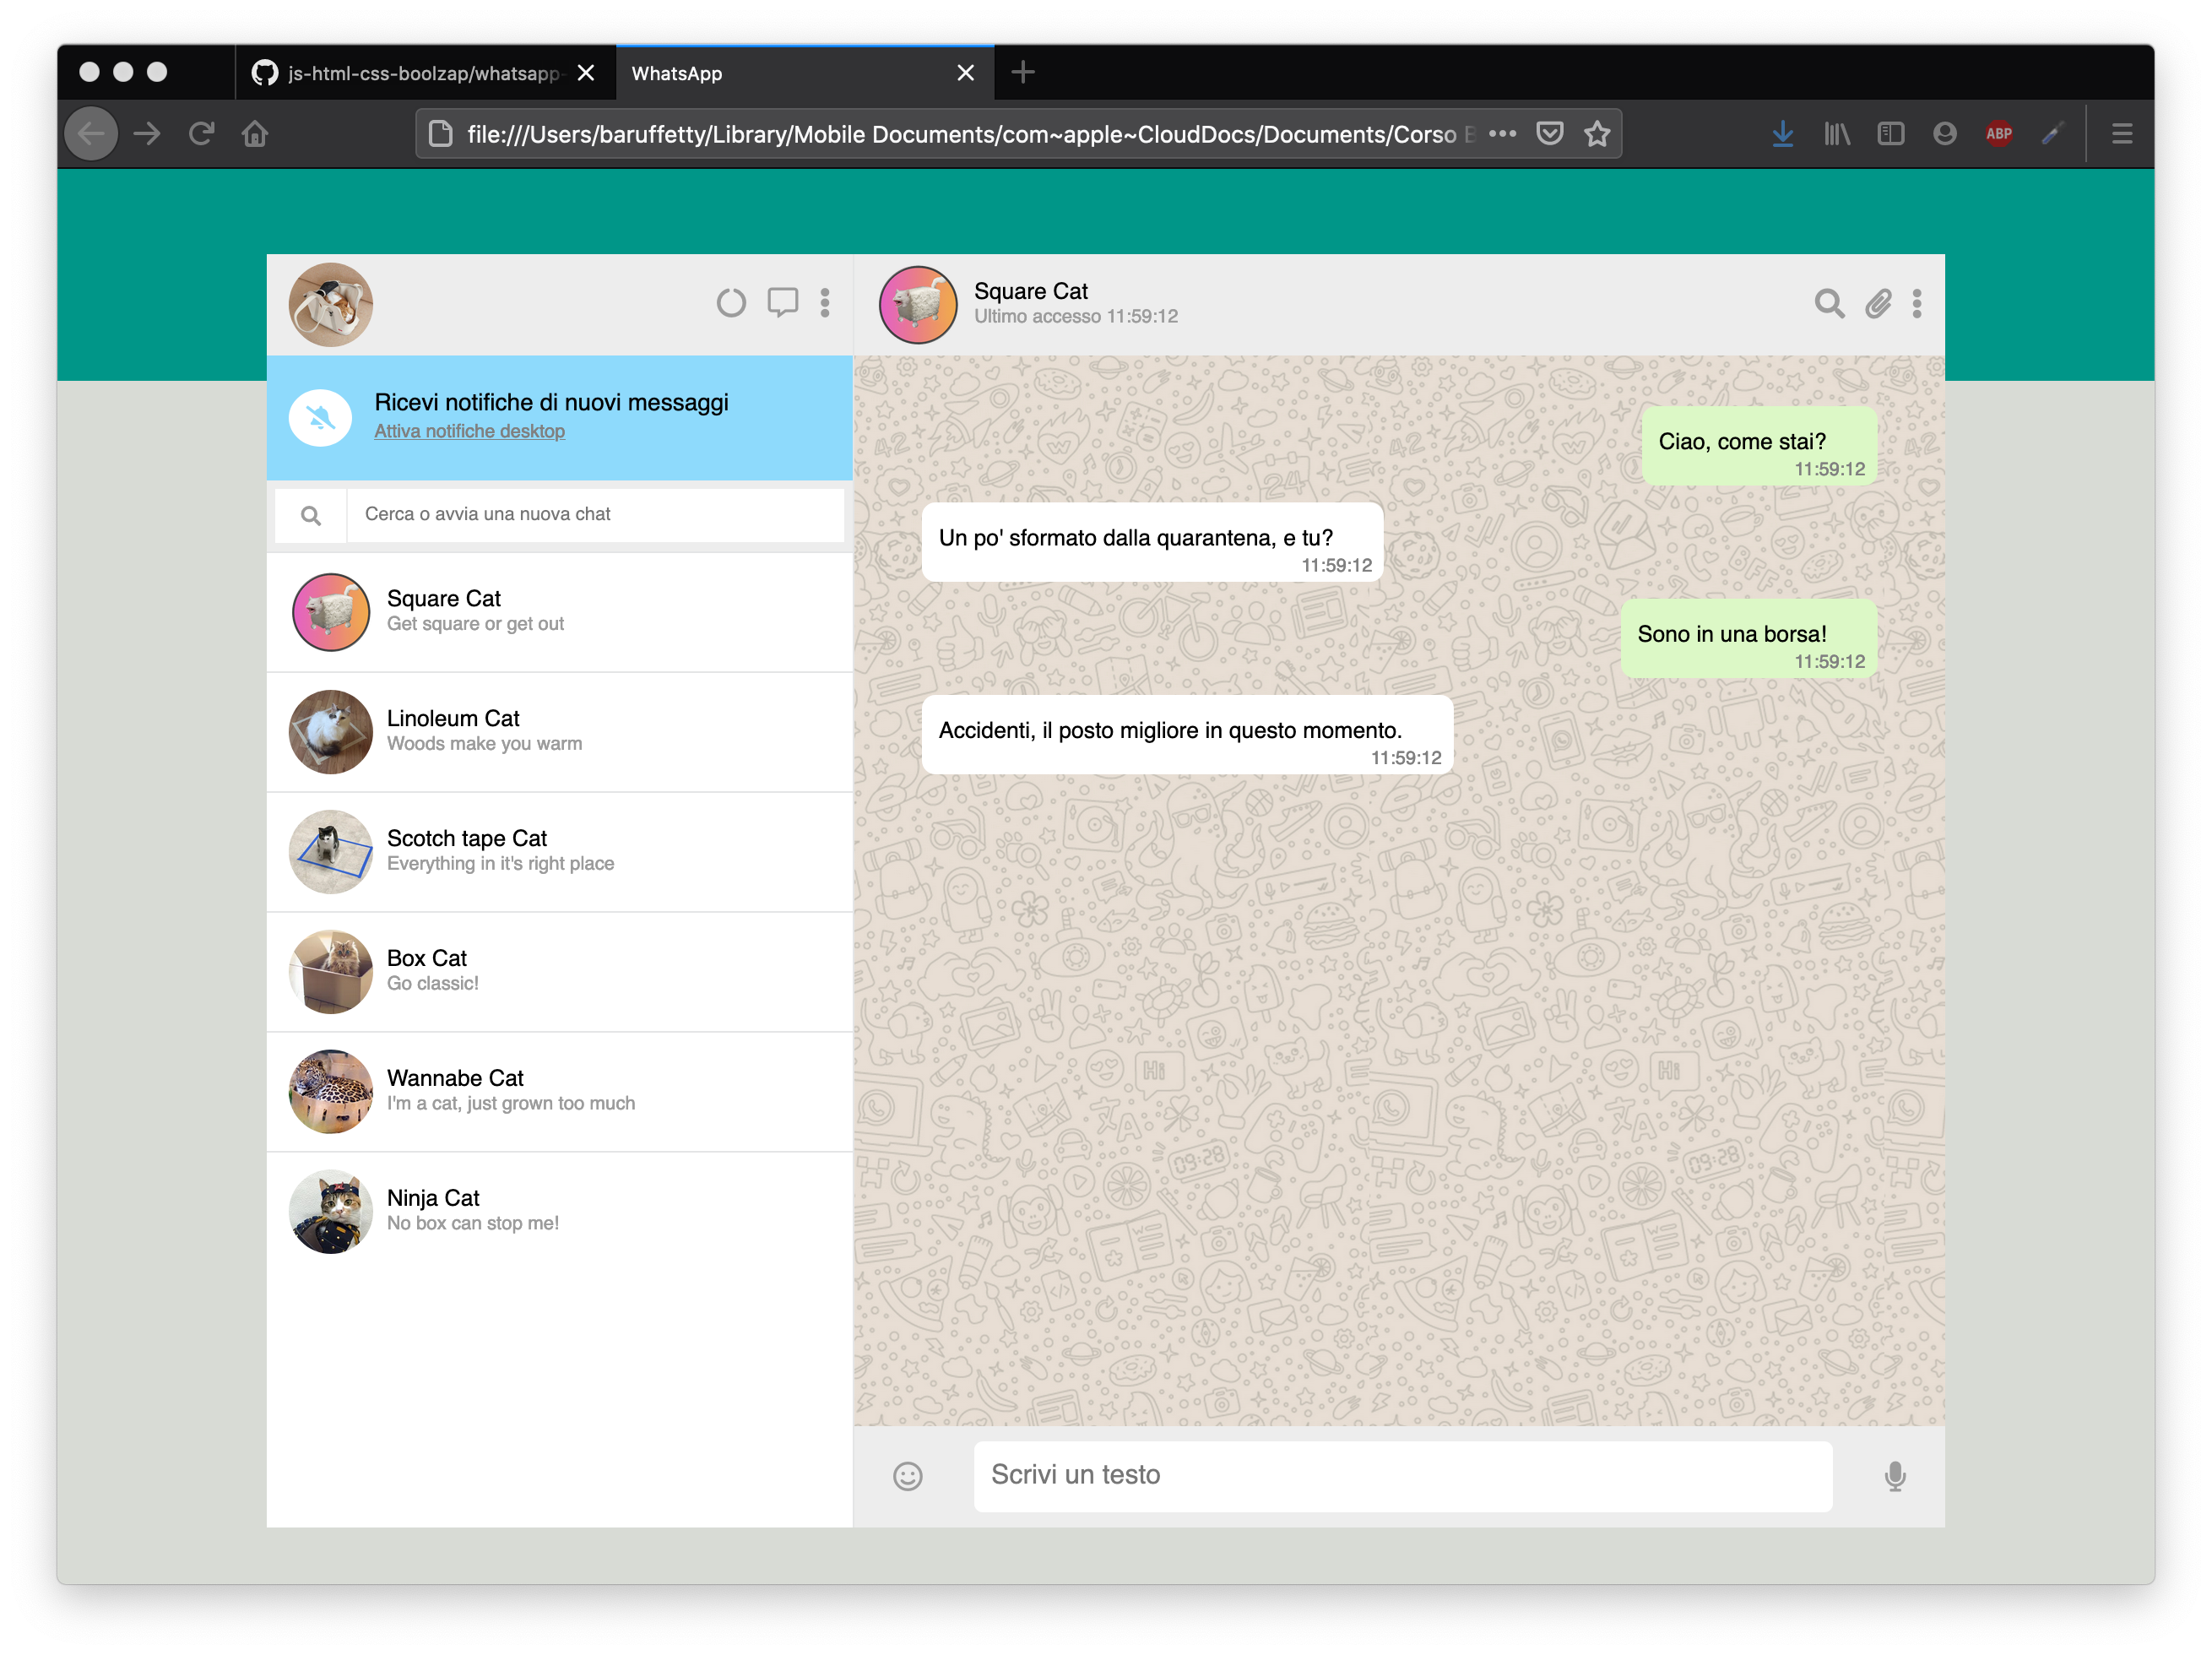 js-html-css-boolzap/whatsapp-
WhatsApp
file:///Users/baruffetty/Library/Mobile Documents/com~apple~CloudDocs/Documents/Corso B
ABP
Square Cat
Ultimo accesso 11:59:12
Ricevi notifiche di nuovi messaggi
Attiva notifiche desktop
Cerca o avvia una nuova chat
Square Cat
Get square or get out
Linoleum Cat
Woods make you warm
Scotch tape Cat
Everything in it's right place
Box Cat
Go classic!
Wannabe Cat
I'm a cat, just grown too much
Ninja Cat
No box can stop me!
Ciao, come stai?
11:59:12
Un po' sformato dalla quarantena, e tu?
11:59:12
Sono in una borsa!
11:59:12
Accidenti, il posto migliore in questo momento.
11:59:12
Scrivi un testo